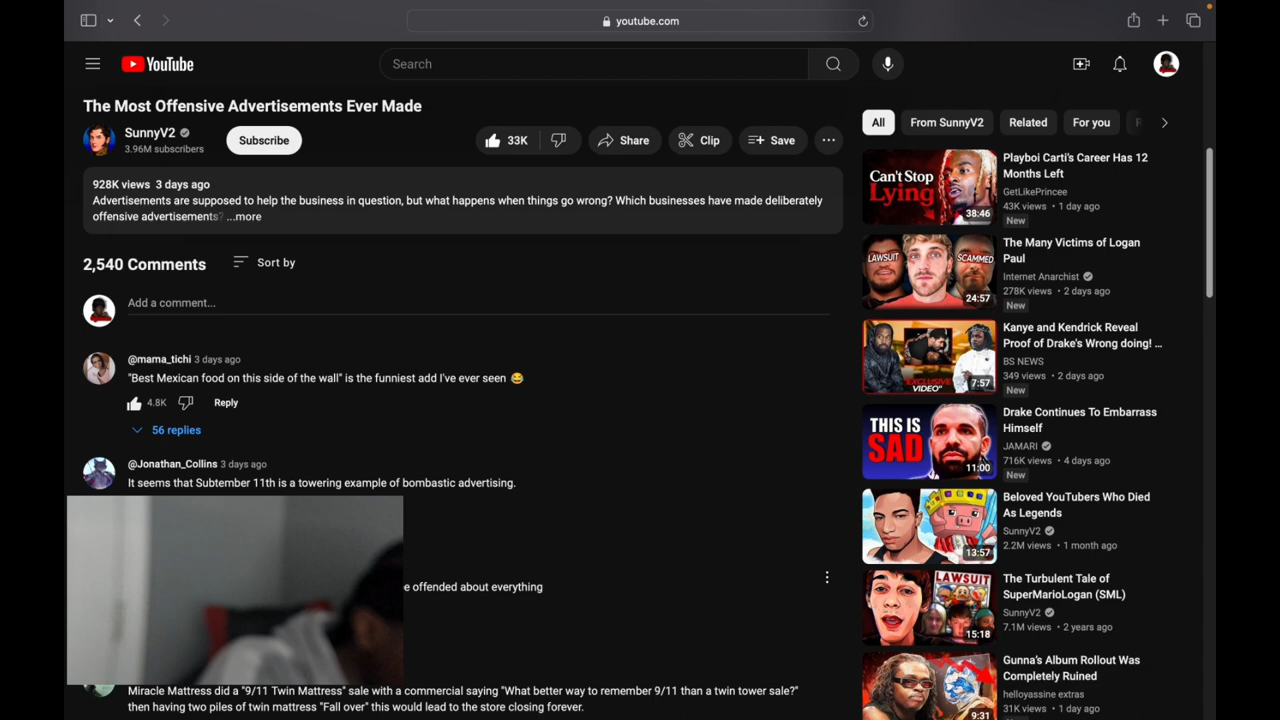 youtube.com
YouTube
Search
The Most Offensive Advertisements Ever Made
SunnyV2
3.96M subscribers
Subscribe
33K
Share
Clip
Save
928K views 3 days ago
Advertisements are supposed to help the business in question, but what happens when things go wrong? Which businesses have made deliberately
offensive advertisements? ...more
2,540 Comments
Sort by
Add a comment...
@mama_tichi 3 days ago
"Best Mexican food on this side of the wall" is the funniest add I've ever seen 😂
4.8K
Reply
56 replies
@Jonathan_Collins 3 days ago
It seems that Subtember 11th is a towering example of bombastic advertising.
e offended about everything
Miracle Mattress did a "9/11 Twin Mattress" sale with a commercial saying "What better way to remember 9/11 than a twin tower sale?"
then having two piles of twin mattress "Fall over" this would lead to the store closing forever.
All
From SunnyV2
Related
For you
Can't Stop
Lying
38:46
Playboi Carti's Career Has 12
Months Left
GetLikePrincee
43K views • 1 day ago
New
LAWSUIT
SCAMMED
24:57
The Many Victims of Logan
Paul
Internet Anarchist
278K views • 2 days ago
New
"EXCLUSIVE
VIDEO"
7:57
Kanye and Kendrick Reveal
Proof of Drake's Wrong doing! ...
BS NEWS
349 views • 2 days ago
New
THIS IS
SAD
11:00
Drake Continues To Embarrass
Himself
JAMARI
716K views • 4 days ago
New
13:57
Beloved YouTubers Who Died
As Legends
SunnyV2
2.2M views • 1 month ago
LAWSUIT
15:18
The Turbulent Tale of
SuperMarioLogan (SML)
SunnyV2
7.1M views • 2 years ago
9:31
Gunna's Album Rollout Was
Completely Ruined
helloyassine extras
31K views • 1 day ago